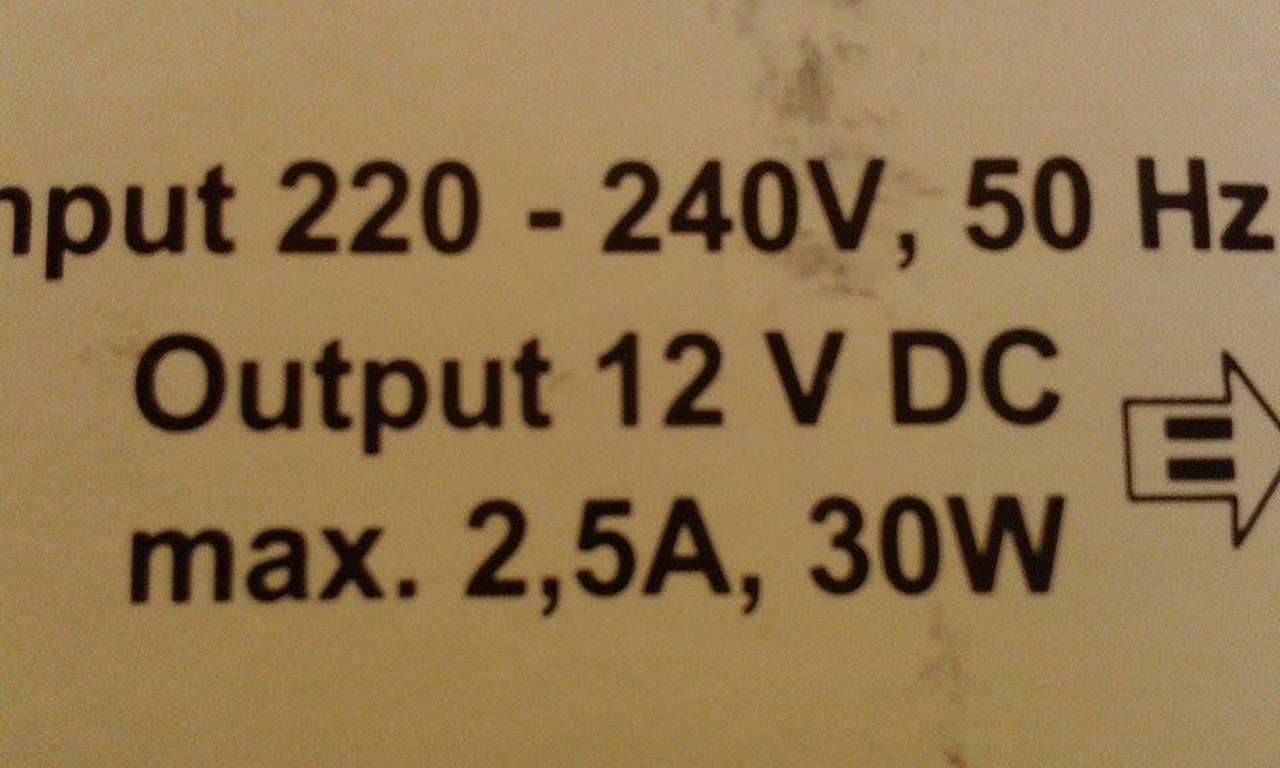 nput 220 - 240V, 50 Hz
Output 12 V DC
max. 2,5A, 30W